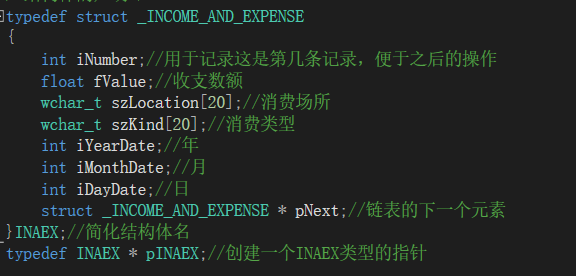 typedef struct _INCOME_AND_EXPENSE
{
int iNumber;//用于记录这是第几条记录，便于之后的操作
float fValue;//收支数额
wchar_t szLocation[20];//消费场所
wchar_t szKind[20];//消费类型
int iYearDate;//年
int iMonthDate;//月
int iDayDate;//日
struct _INCOME_AND_EXPENSE * pNext;//链表的下一个元素
}INAEX;//简化结构体名
typedef INAEX * pINAEX;//创建一个INAEX类型的指针